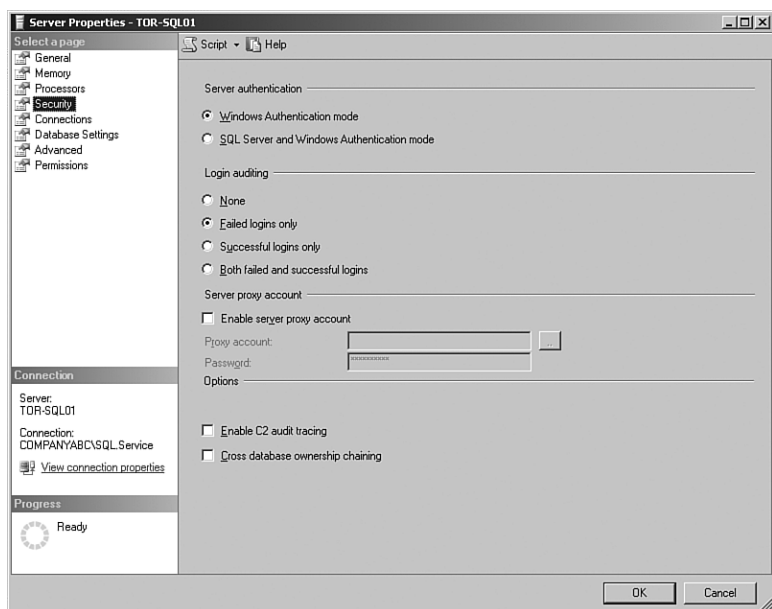 Server Properties - TOR-SQL01
Select a page
General
Memory
Processors
Security
Connections
Database Settings
Advanced
Permissions
Script Help
Server authentication
Windows Authentication mode
SQL Server and Windows Authentication mode
Login auditing
None
Failed logins only
Successful logins only
Both failed and successful logins
Server proxy account
Enable server proxy account
Proxy account:
...
Password:
Options
Enable C2 audit tracing
Cross database ownership chaining
Connection
Server:
TOR-SQL01
Connection:
COMPANYABC\SQL.Service
View connection properties
Progress
Ready
OK Cancel